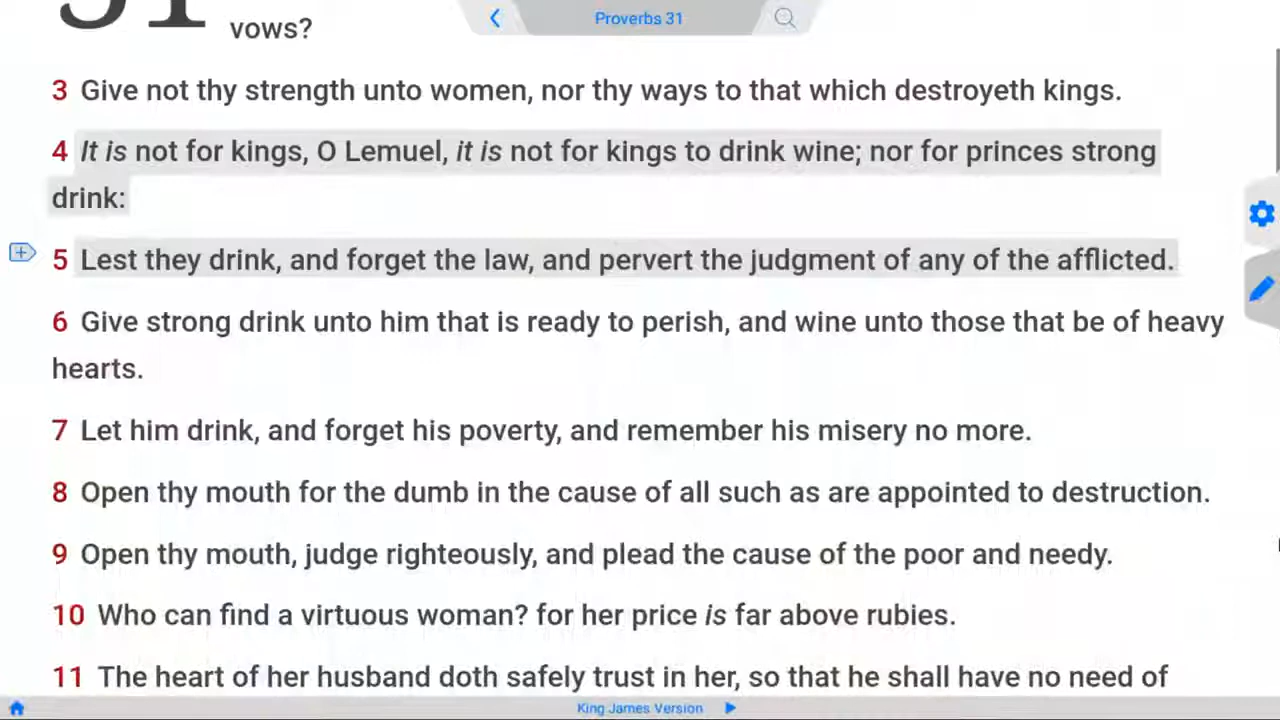 31
vows?
Proverbs 31
3 Give not thy strength unto women, nor thy ways to that which destroyeth kings.
4 It is not for kings, O Lemuel, it is not for kings to drink wine; nor for princes strong
drink:
5 Lest they drink, and forget the law, and pervert the judgment of any of the afflicted.
6 Give strong drink unto him that is ready to perish, and wine unto those that be of heavy
hearts.
7 Let him drink, and forget his poverty, and remember his misery no more.
8 Open thy mouth for the dumb in the cause of all such as are appointed to destruction.
9 Open thy mouth, judge righteously, and plead the cause of the poor and needy.
10 Who can find a virtuous woman? for her price is far above rubies.
11 The heart of her husband doth safely trust in her, so that he shall have no need of
King James Version